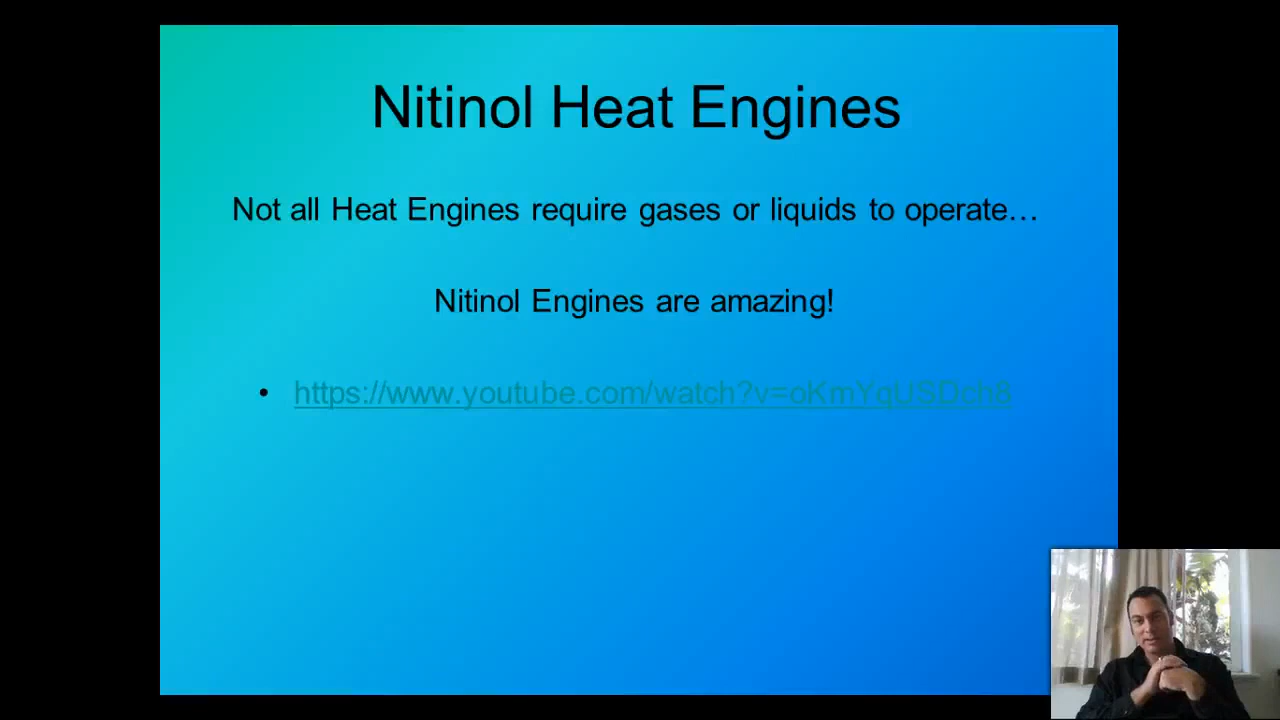 Nitinol Heat Engines
Not all Heat Engines require gases or liquids to operate…
Nitinol Engines are amazing!
• https://www.youtube.com/watch?v=oKmYqUSDch8